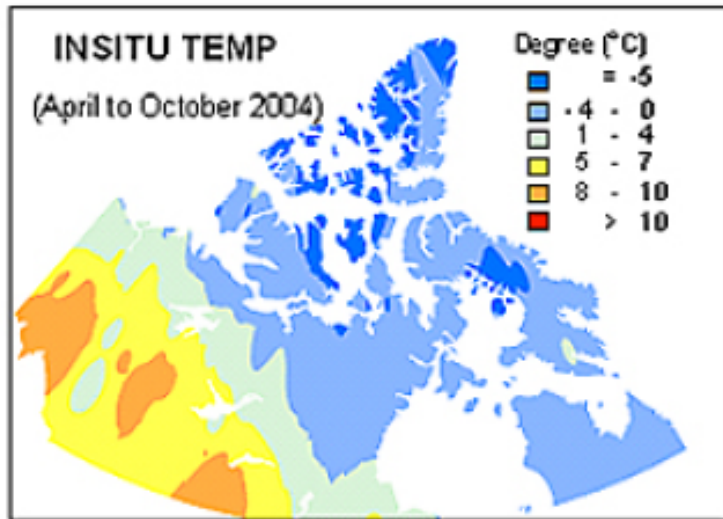 INSITU TEMP
(April to October 2004)
Degree (°C)
= -5
-4 - 0
1 - 4
5 - 7
8 - 10
> 10